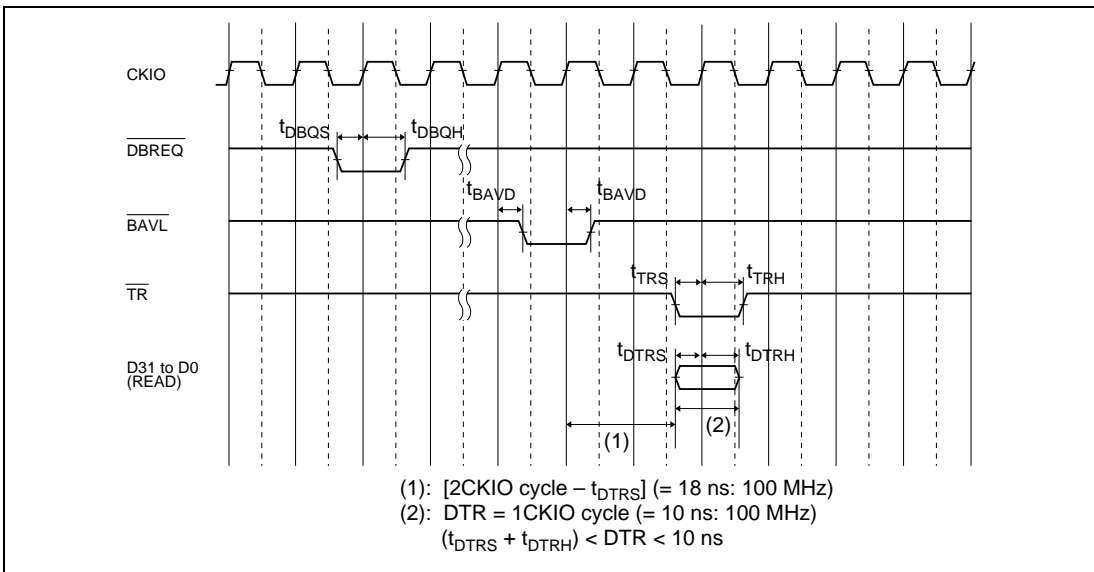 CKIO
tDBQS tDBQH
DBREQ
tBAVD tBAVD
BAVL
tTRS tTRH
TR
tDTRS tDTRH
D31 to D0
(READ)
(1) (2)
(1): [2CKIO cycle – tDTRS] (= 18 ns: 100 MHz)
(2): DTR = 1CKIO cycle (= 10 ns: 100 MHz)
(tDTRS + tDTRH) < DTR < 10 ns